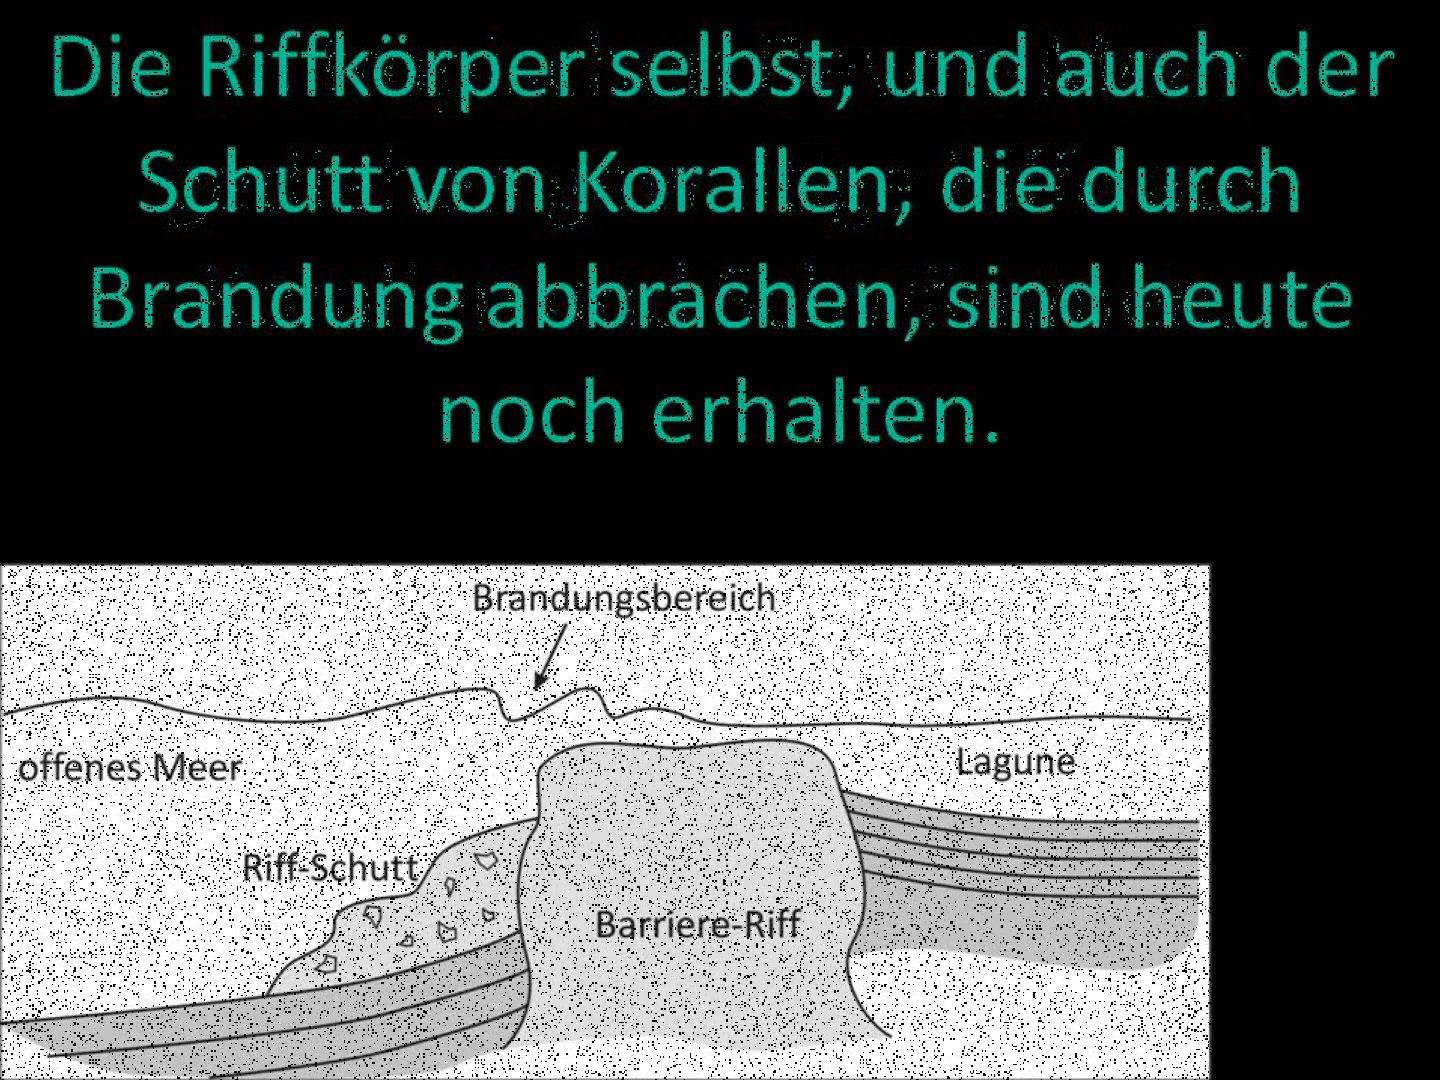 Die Riffkörper selbst, und auch der
Schutt von Korallen, die durch
Brandung abbrachen, sind heute
noch erhalten.
Brandungsbereich
offenes Meer
Lagune
Riff-Schutt
Barriere-Riff